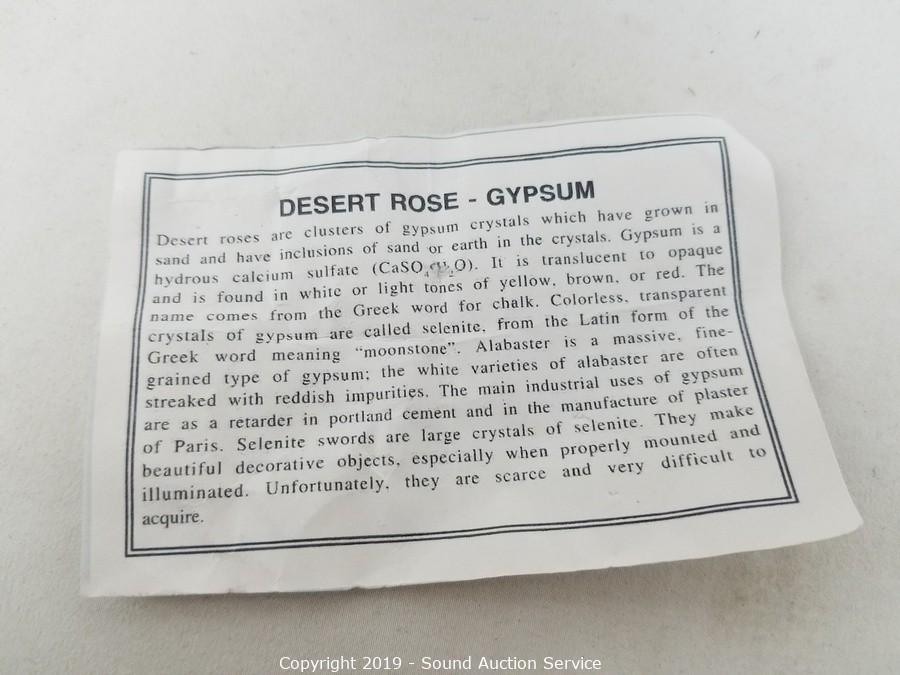 DESERT ROSE - GYPSUM
Desert roses are clusters of gypsum crystals which have grown in
sand and have inclusions of sand or earth in the crystals. Gypsum is a
hydrous calcium sulfate (CaSO₄ ₂O). It is translucent to opaque
and is found in white or light tones of yellow, brown, or red. The
name comes from the Greek word for chalk. Colorless, transparent
crystals of gypsum are called selenite, from the Latin form of the
Greek word meaning “moonstone”. Alabaster is a massive, fine-
grained type of gypsum; the white varieties of alabaster are often
streaked with reddish impurities. The main industrial uses of gypsum
are as a retarder in portland cement and in the manufacture of plaster
of Paris. Selenite swords are large crystals of selenite. They make
beautiful decorative objects, especially when properly mounted and
illuminated. Unfortunately, they are scarce and very difficult to
acquire.
Copyright 2019 - Sound Auction Service